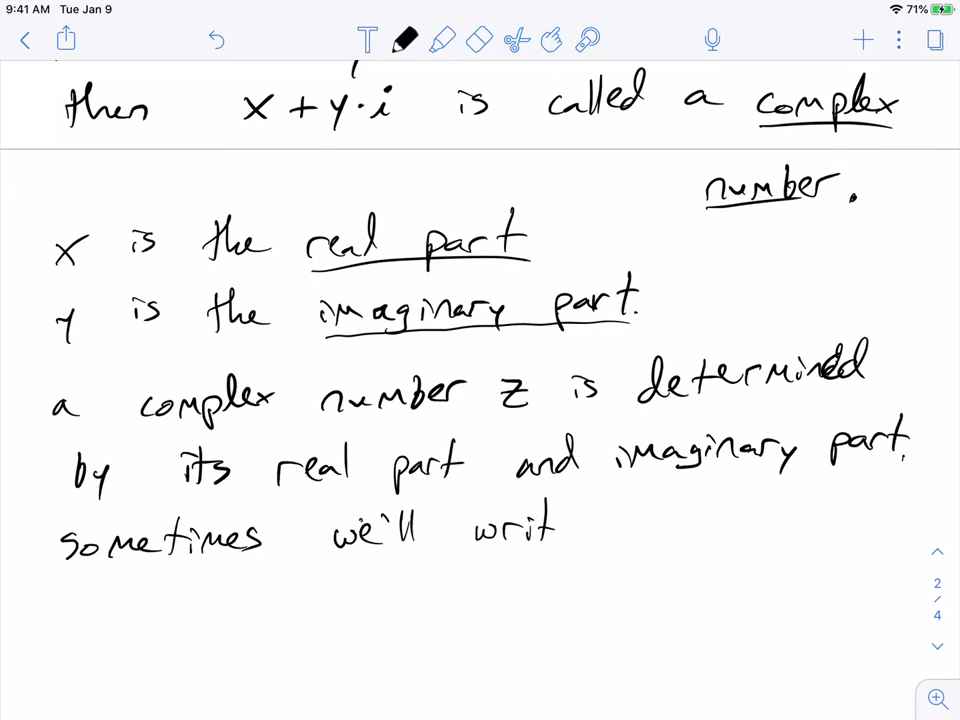 9:41 AM Tue Jan 9 71%
then x + y · i is called a complex
number.
x is the real part
y is the imaginary part.
a complex number z is determined
by its real part and imaginary part.
sometimes we'll writ
2
/
4